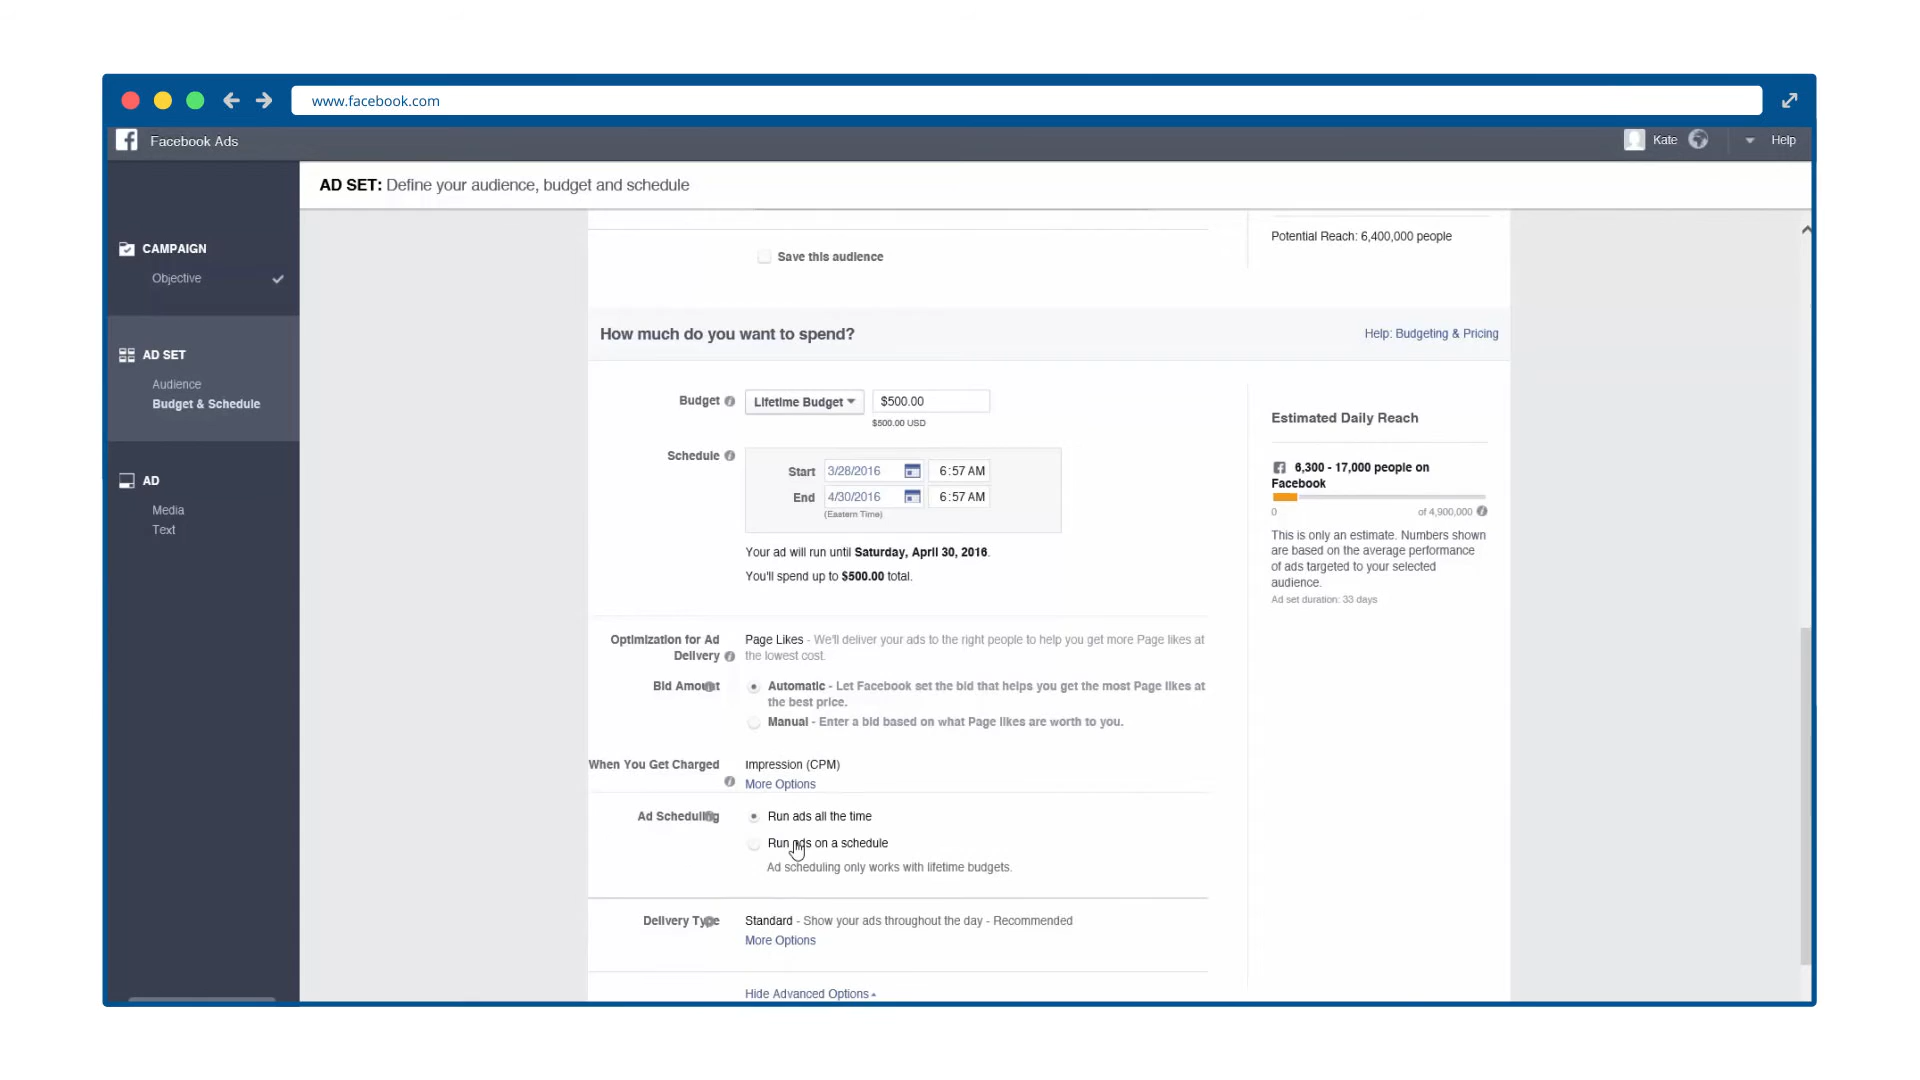 www.facebook.com
Facebook Ads
Kate
Help
AD SET: Define your audience, budget and schedule
CAMPAIGN
Objective
AD SET
Audience
Budget & Schedule
AD
Media
Text
Potential Reach: 6,400,000 people
Save this audience
How much do you want to spend?
Help: Budgeting & Pricing
Budget
Lifetime Budget
$500.00
$500.00 USD
Schedule
Start 3/28/2016 6:57 AM
End 4/30/2016 6:57 AM
(Eastern Time)
Your ad will run until Saturday, April 30, 2016.
You'll spend up to $500.00 total.
Optimization for Ad
Delivery
Page Likes - We'll deliver your ads to the right people to help you get more Page likes at
the lowest cost.
Bid Amount
Automatic - Let Facebook set the bid that helps you get the most Page likes at
the best price.
Manual - Enter a bid based on what Page likes are worth to you.
When You Get Charged
Impression (CPM)
More Options
Ad Scheduling
Run ads all the time
Run ads on a schedule
Ad scheduling only works with lifetime budgets.
Delivery Type
Standard - Show your ads throughout the day - Recommended
More Options
Hide Advanced Options
Estimated Daily Reach
6,300 - 17,000 people on
Facebook
0 of 4,900,000
This is only an estimate. Numbers shown
are based on the average performance
of ads targeted to your selected
audience.
Ad set duration: 33 days